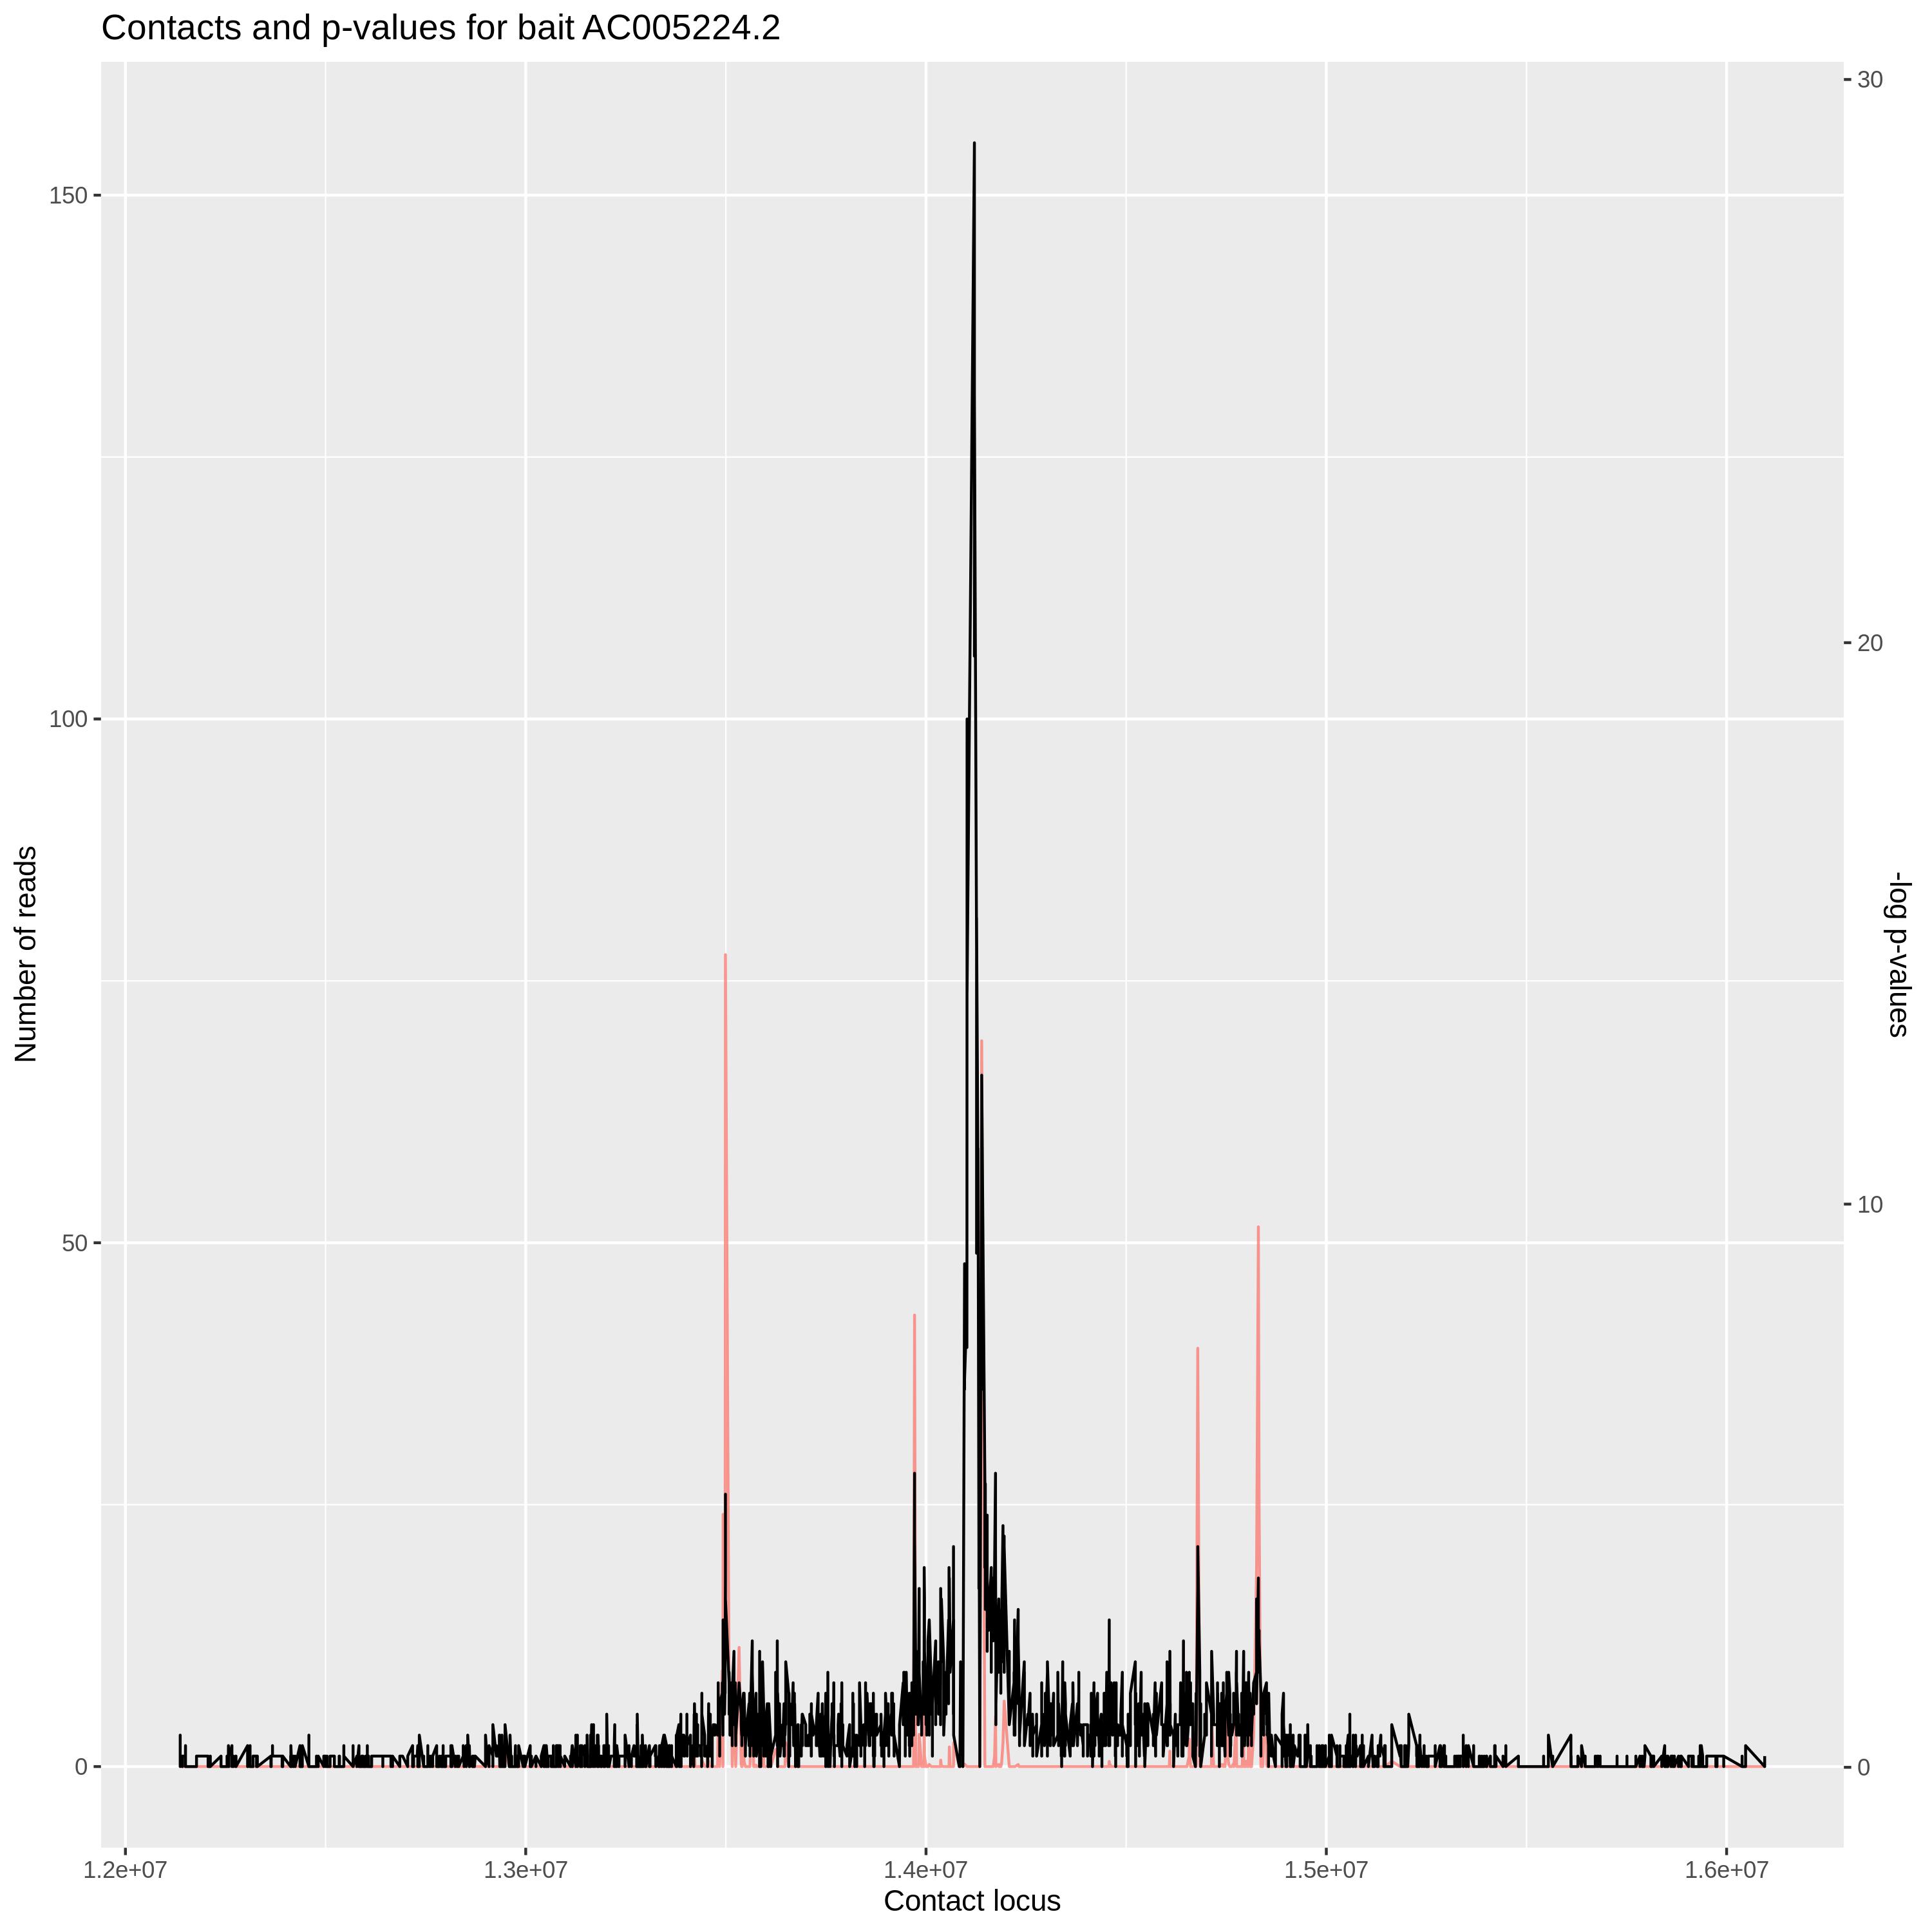 Contacts and p-values for bait AC005224.2
150
100
50
0
Number of reads
30
20
10
0
-log p-values
1.2e+07
1.3e+07
1.4e+07
1.5e+07
1.6e+07
Contact locus